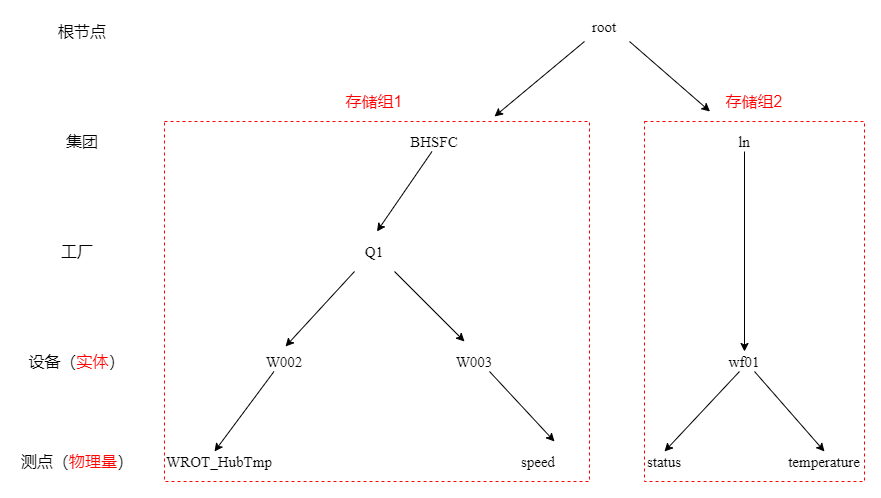 根节点
root
存储组1
存储组2
集团
BHSFC
ln
工厂
Q1
设备（实体）
W002
W003
wf01
测点（物理量）
WROT_HubTmp
speed
status
temperature